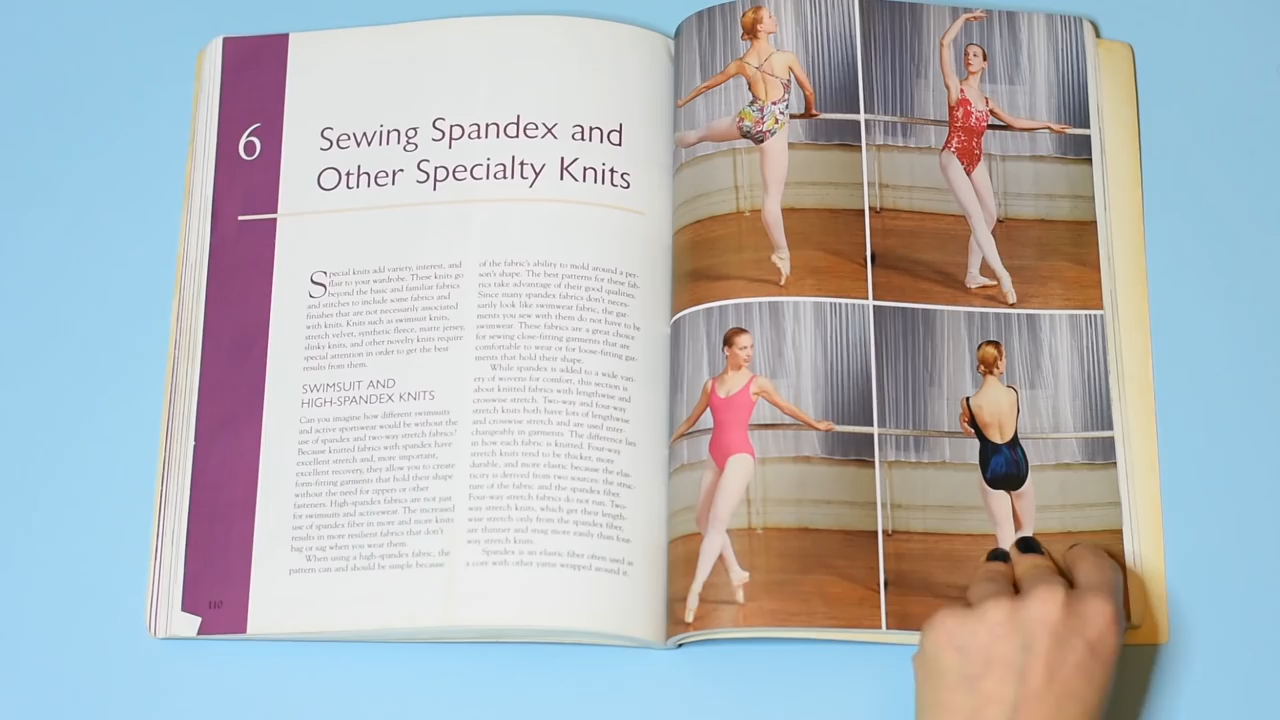 6
Sewing Spandex and
Other Specialty Knits
Special knits add variety, interest, and
flair to your wardrobe. These knits go
beyond the basic and familiar fabrics
and stitches to include some fabrics and
finishes that are not necessarily associated
with knits. Knits such as swimsuit knits,
stretch velvet, synthetic fleece, matte jersey,
slinky knits, and other novelty knits require
special attention in order to get the best
results from them.
SWIMSUIT AND
HIGH-SPANDEX KNITS
Can you imagine how different swimsuits
and active sportswear would be without the
use of spandex and two-way stretch fabrics?
Because knitted fabrics with spandex have
excellent stretch and, more important,
excellent recovery, they allow you to create
form-fitting garments that hold their shape
without the need for zippers or other
fasteners. High-spandex fabrics are not just
for swimsuits and activewear. The increased
use of spandex fiber in more and more knits
results in more resilient fabrics that don't
bag or sag when you wear them.
When using a high-spandex fabric, the
pattern can and should be simple because
of the fabric's ability to mold around a per-
son's shape. The best patterns for these fab-
rics take advantage of their good qualities.
Since many spandex fabrics don't neces-
sarily look like swimwear fabric, the gar-
ments you sew with them do not have to be
swimwear. These fabrics are a great choice
for sewing close-fitting garments that are
comfortable to wear or for loose-fitting gar-
ments that hold their shape.
While spandex is added to a wide vari-
ety of wovens for comfort, this section is
about knitted fabrics with lengthwise and
crosswise stretch. Two-way and four-way
stretch knits both have lots of lengthwise
and crosswise stretch and are used inter-
changeably in garments. The difference lies
in how each fabric is knitted. Four-way
stretch knits tend to be thicker, more
durable, and more elastic because the elas-
ticity is derived from two sources: the struc-
ture of the fabric and the spandex fiber.
Four-way stretch fabrics do not run. Two-
way stretch knits, which get their length-
wise stretch only from the spandex fiber,
are thinner and snag more easily than four-
way stretch knits.
Spandex is an elastic fiber often used as
a core with other yarns wrapped around it.
110